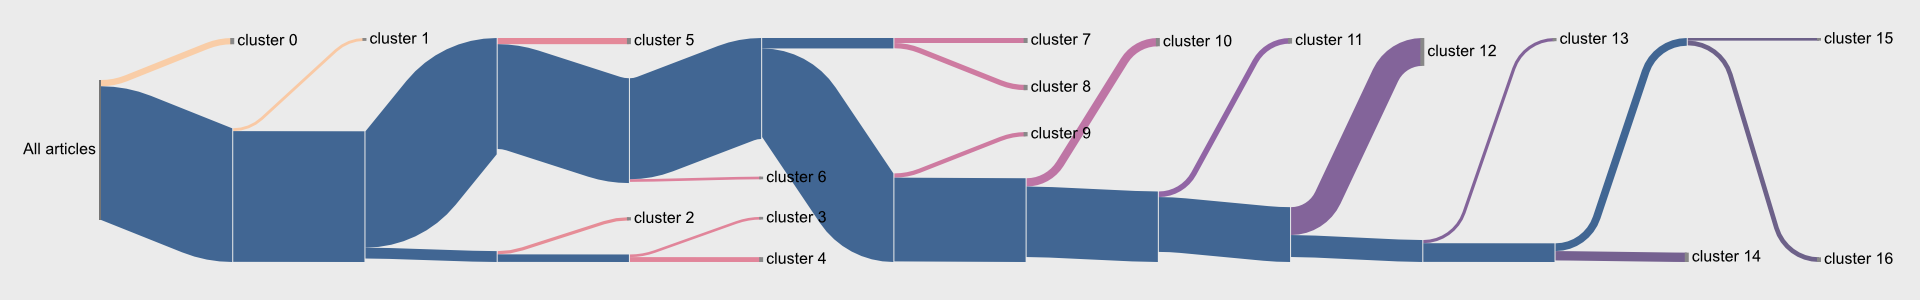 All articles
cluster 0
cluster 1
cluster 2
cluster 3
cluster 4
cluster 5
cluster 6
cluster 7
cluster 8
cluster 9
cluster 10
cluster 11
cluster 12
cluster 13
cluster 14
cluster 15
cluster 16